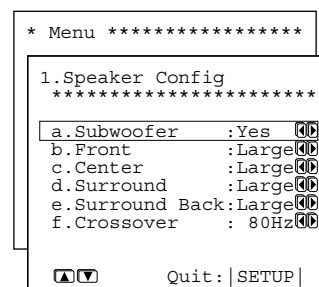 * Menu *****************
1.Speaker Config
***********************
a.Subwoofer :Yes
b.Front :Large
c.Center :Large
d.Surround :Large
e.Surround Back:Large
f.Crossover : 80Hz
Quit:|SETUP|